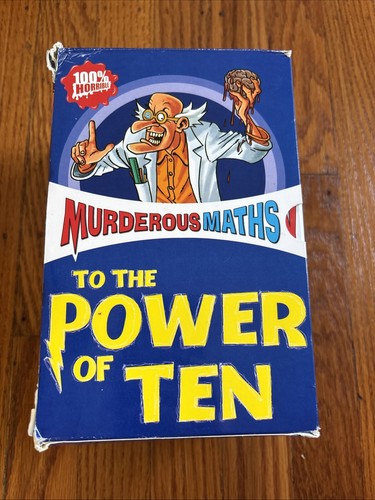 100%
HORRIBLE
MURDEROUS MATHS
TO THE
POWER
OF TEN